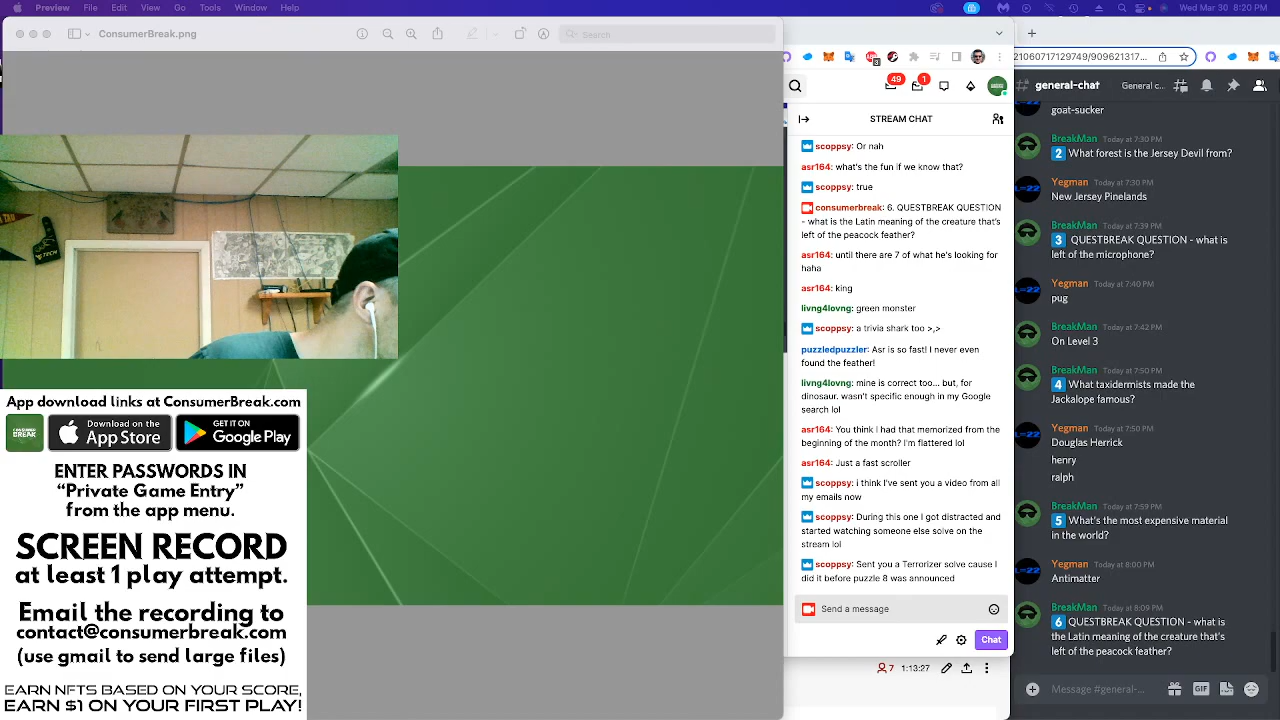 Preview File Edit View Go Tools Window Help
Wed Mar 30 8:20 PM
ConsumerBreak.png
Search
21060717129749/909621317...
49
1
general-chat
General c...
STREAM CHAT
scoppsy: Or nah
asr164: what's the fun if we know that?
scoppsy: true
consumerbreak: 6. QUESTBREAK QUESTION
- what is the Latin meaning of the creature that's
left of the peacock feather?
asr164: until there are 7 of what he's looking for
haha
asr164: king
livng4lovng: green monster
scoppsy: a trivia shark too >,>
puzzledpuzzler: Asr is so fast! I never even
found the feather!
livng4lovng: mine is correct too... but, for
dinosaur. wasn't specific enough in my Google
search lol
asr164: You think i had that memorized from the
beginning of the month? I'm flattered lol
asr164: Just a fast scroller
scoppsy: i think I've sent you a video from all
my emails now
scoppsy: During this one I got distracted and
started watching someone else solve on the
stream lol
scoppsy: Sent you a Terrorizer solve cause I
did it before puzzle 8 was announced
Send a message
Chat
7 1:13:27
goat-sucker
BreakMan Today at 7:30 PM
2 What forest is the Jersey Devil from?
Yegman Today at 7:30 PM
New Jersey Pinelands
BreakMan Today at 7:39 PM
3 QUESTBREAK QUESTION - what is
left of the microphone?
Yegman Today at 7:40 PM
pug
BreakMan Today at 7:42 PM
On Level 3
BreakMan Today at 7:50 PM
4 What taxidermists made the
Jackalope famous?
Yegman Today at 7:50 PM
Douglas Herrick
henry
ralph
BreakMan Today at 7:59 PM
5 What's the most expensive material
in the world?
Yegman Today at 8:00 PM
Antimatter
BreakMan Today at 8:09 PM
6 QUESTBREAK QUESTION - what is
the Latin meaning of the creature that's
left of the peacock feather?
Message #general-...
GIF
TECH
App download links at ConsumerBreak.com
CONSUMER
BREAK
Download on the
App Store
GET IT ON
Google Play
ENTER PASSWORDS IN
“Private Game Entry”
from the app menu.
SCREEN RECORD
at least 1 play attempt.
Email the recording to
contact@consumerbreak.com
(use gmail to send large files)
EARN NFTS BASED ON YOUR SCORE,
EARN $1 ON YOUR FIRST PLAY!